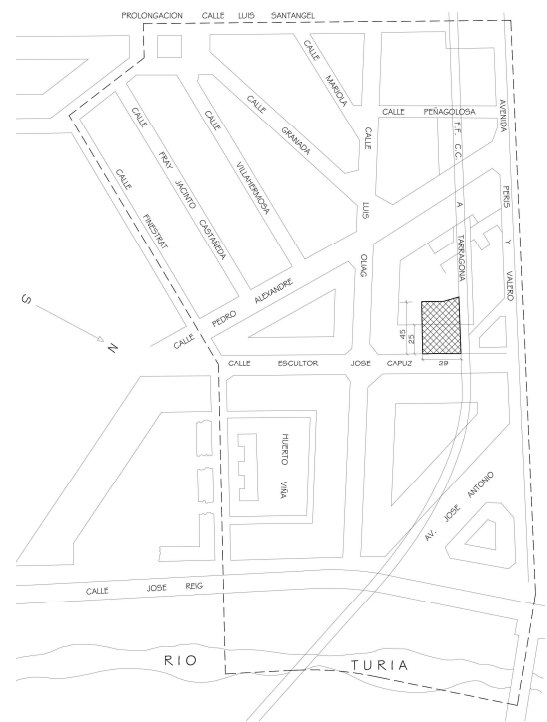 PROLONGACION CALLE LUIS SANTANGEL
CALLE MARIOLA
CALLE PEÑAGOLOSA
AVENIDA PERIS Y VALERO
CALLE GRANADA
CALLE VILLAHERMOSA
CALLE FRAY JACINTO CASTAÑEDA
CALLE FINESTRAT
CALLE LUIS OLIAG
F.F. C.C. A TARRAGONA
CALLE PEDRO ALEXANDRE
S
N
45
25
39
CALLE ESCULTOR JOSE CAPUZ
HUERTO VIÑA
AV. JOSE ANTONIO
CALLE JOSE REIG
RIO TURIA